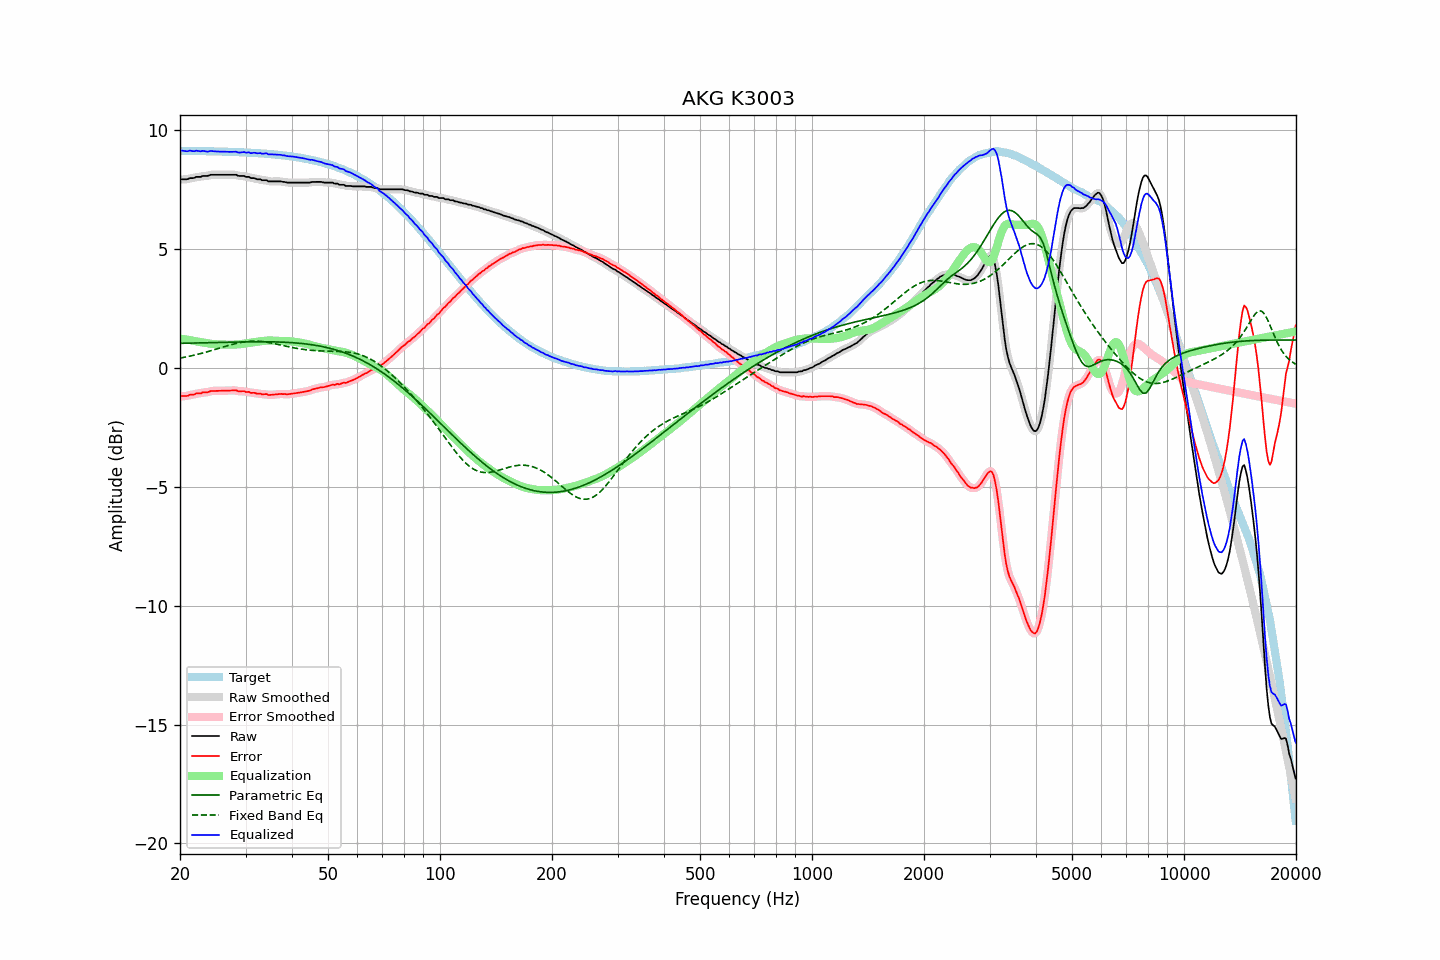 AKG K3003
Amplitude (dBr)
10
5
0
−5
−10
−15
−20
Target
Raw Smoothed
Error Smoothed
Raw
Error
Equalization
Parametric Eq
Fixed Band Eq
Equalized
20 50 100 200 500 1000 2000 5000 10000 20000
Frequency (Hz)